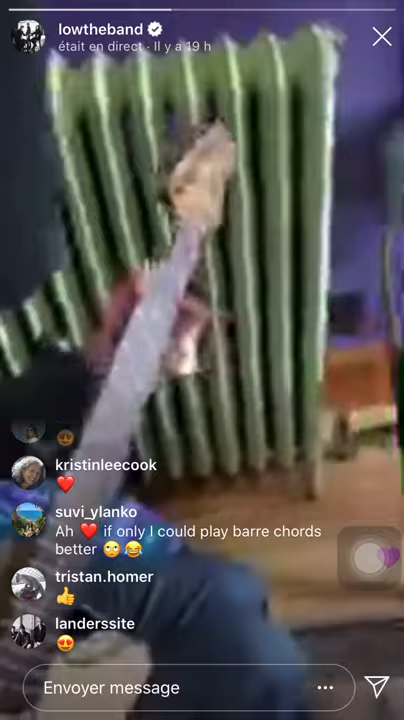 lowtheband
était en direct · Il y a 19 h
😍
kristinleecook
❤️
suvi_ylanko
Ah ❤️ if only I could play barre chords
better 🙄😂
tristan.homer
👍
landerssite
😍
Envoyer message